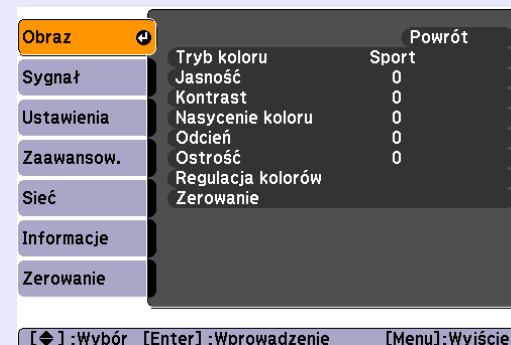 Obraz
Sygnał
Ustawienia
Zaawansow.
Sieć
Informacje
Zerowanie
Powrót
Tryb koloru Sport
Jasność 0
Kontrast 0
Nasycenie koloru 0
Odcień 0
Ostrość 0
Regulacja kolorów
Zerowanie
[◆] :Wybór [Enter] :Wprowadzenie [Menu]:Wyjście